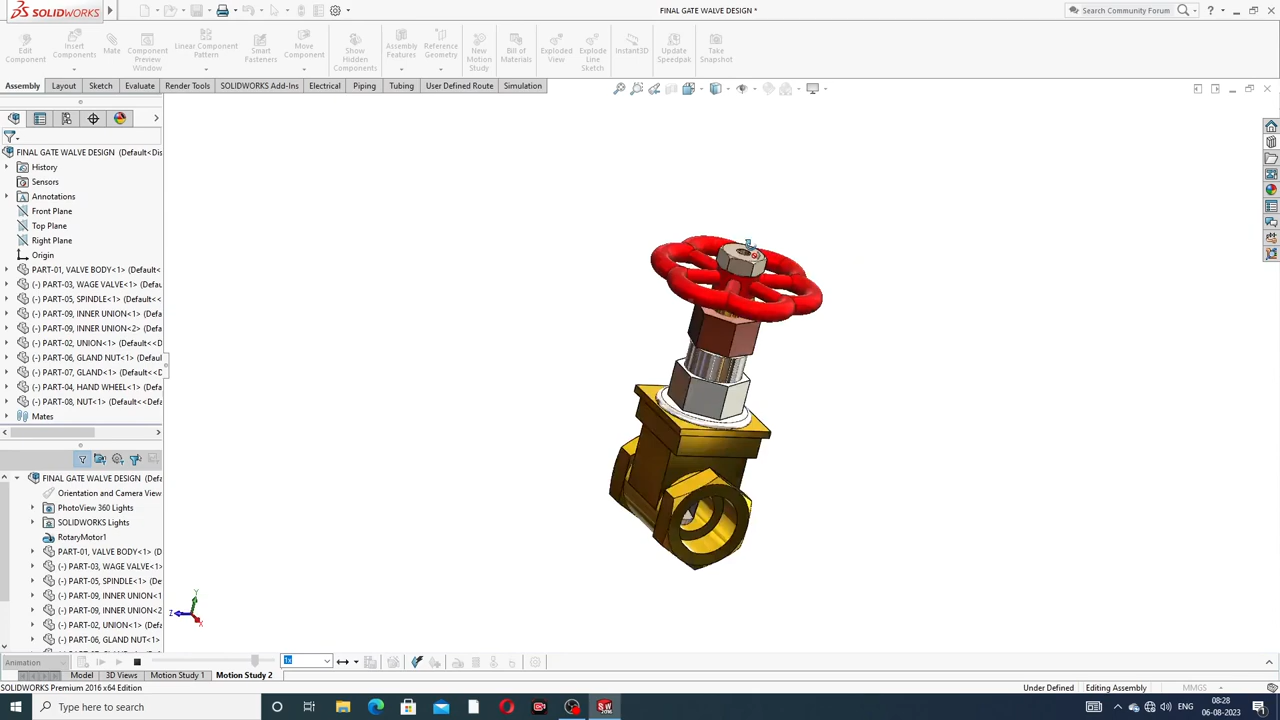 SOLIDWORKS
FINAL GATE WALVE DESIGN *
Search Community Forum
Edit Component
Insert Components
Mate
Component Preview Window
Linear Component Pattern
Smart Fasteners
Move Component
Show Hidden Components
Assembly Features
Reference Geometry
New Motion Study
Bill of Materials
Exploded View
Explode Line Sketch
Instant3D
Update Speedpak
Take Snapshot
Assembly Layout Sketch Evaluate Render Tools SOLIDWORKS Add-Ins Electrical Piping Tubing User Defined Route Simulation
FINAL GATE WALVE DESIGN (Default<Dis
History
Sensors
Annotations
Front Plane
Top Plane
Right Plane
Origin
PART-01, VALVE BODY<1> (Default<
(-) PART-03, WAGE VALVE<1> (Defau
(-) PART-05, SPINDLE<1> (Default<<
(-) PART-09, INNER UNION<1> (Defau
(-) PART-09, INNER UNION<2> (Defau
(-) PART-02, UNION<1> (Default<<De
(-) PART-06, GLAND NUT<1> (Defaul
(-) PART-07, GLAND<1> (Default<<D
(-) PART-04, HAND WHEEL<1> (Defa
(-) PART-08, NUT<1> (Default<<Defa
Mates
FINAL GATE WALVE DESIGN (Defa
Orientation and Camera View
PhotoView 360 Lights
SOLIDWORKS Lights
RotaryMotor1
PART-01, VALVE BODY<1> (D
(-) PART-03, WAGE VALVE<1>
(-) PART-05, SPINDLE<1> (De
(-) PART-09, INNER UNION<1
(-) PART-09, INNER UNION<2
(-) PART-02, UNION<1> (Defa
(-) PART-06, GLAND NUT<1>
Y
Z
X
Animation
1x
Model 3D Views Motion Study 1 Motion Study 2
SOLIDWORKS Premium 2016 x64 Edition
Under Defined Editing Assembly MMGS
Type here to search
ENG
08:28
06-08-2023